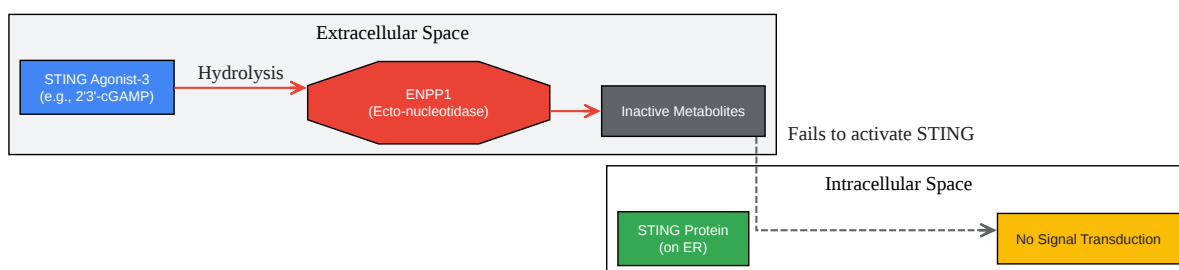 Extracellular Space
STING Agonist-3
(e.g., 2'3'-cGAMP)
Hydrolysis
ENPP1
(Ecto-nucleotidase)
Inactive Metabolites
Fails to activate STING
Intracellular Space
STING Protein
(on ER)
No Signal Transduction